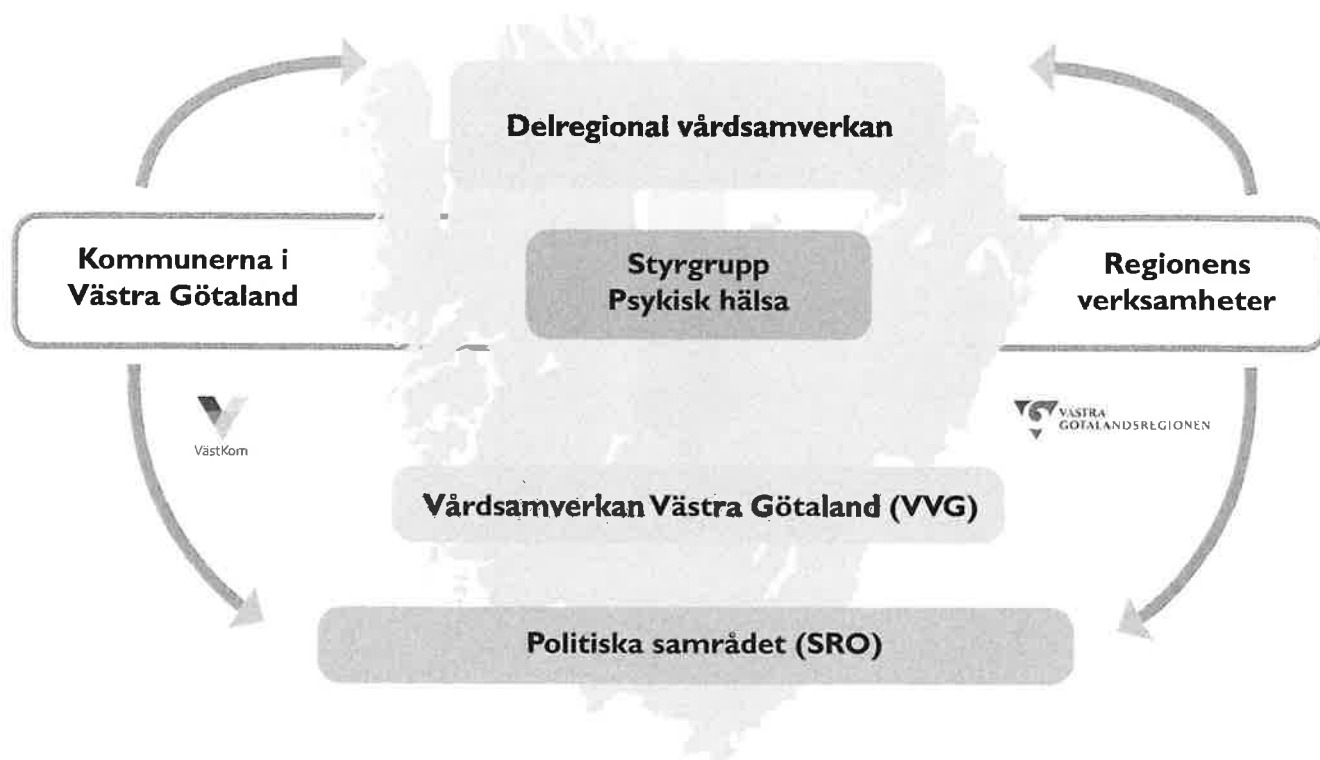 Delregional vårdsamverkan
Kommunerna i
Västra Götaland
Styrgrupp
Psykisk hälsa
Regionens
verksamheter
VästKom
VÄSTRA
GÖTALANDSREGIONEN
Vårdsamverkan Västra Götaland (VVG)
Politiska samrådet (SRO)